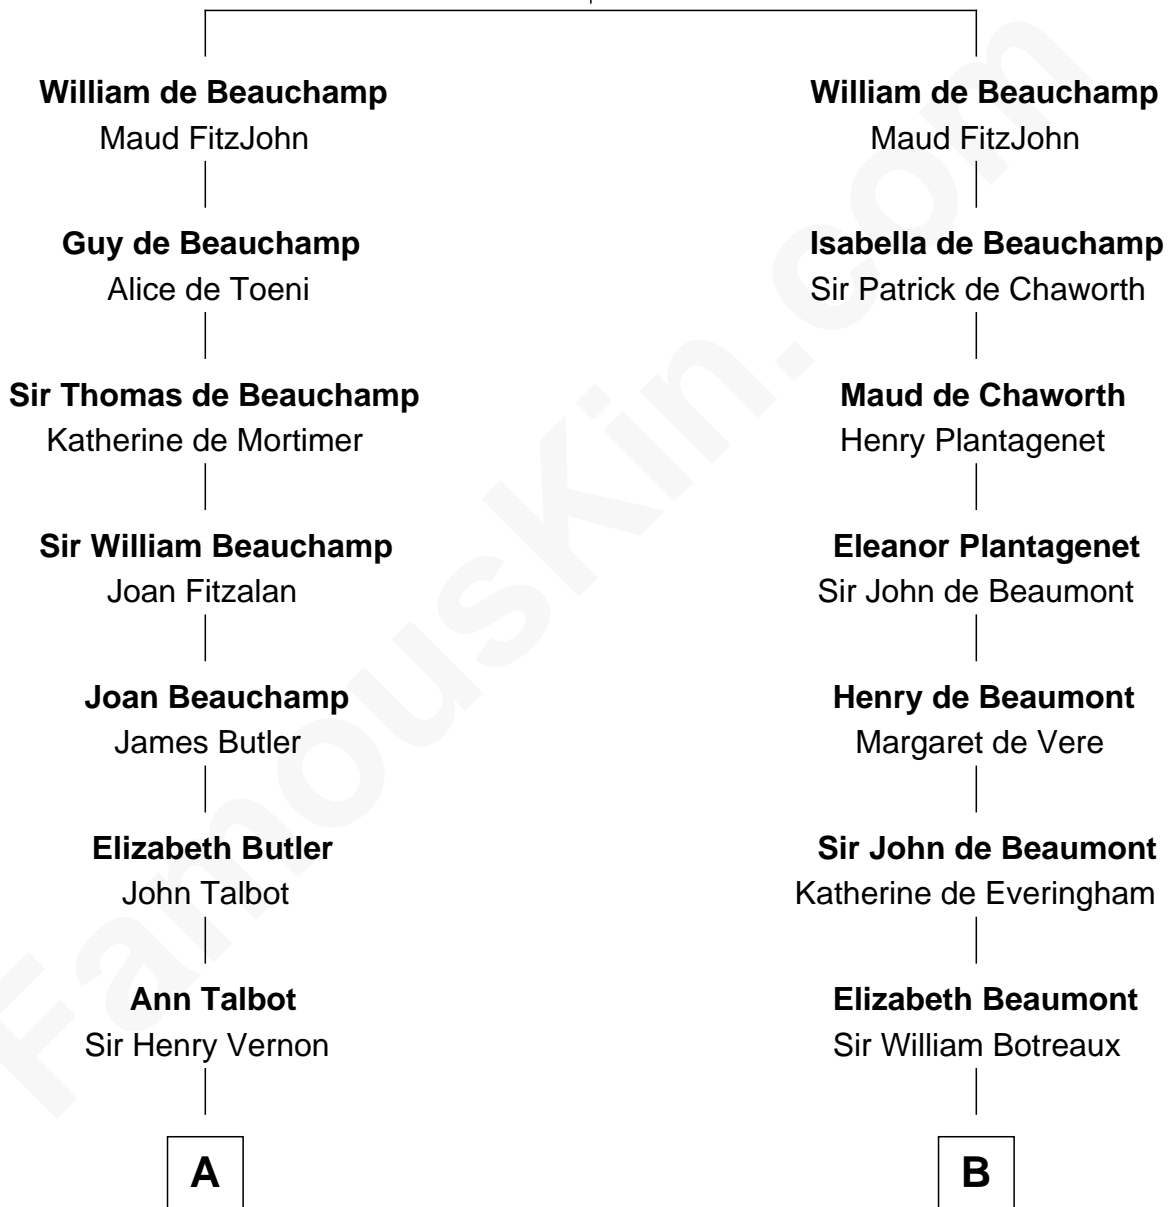 William de Beauchamp
Maud FitzJohn
Guy de Beauchamp
Alice de Toeni
Sir Thomas de Beauchamp
Katherine de Mortimer
Sir William Beauchamp
Joan Fitzalan
Joan Beauchamp
James Butler
Elizabeth Butler
John Talbot
Ann Talbot
Sir Henry Vernon
A
William de Beauchamp
Maud FitzJohn
Isabella de Beauchamp
Sir Patrick de Chaworth
Maud de Chaworth
Henry Plantagenet
Eleanor Plantagenet
Sir John de Beaumont
Henry de Beaumont
Margaret de Vere
Sir John de Beaumont
Katherine de Everingham
Elizabeth Beaumont
Sir William Botreaux
B
FamousKin.com